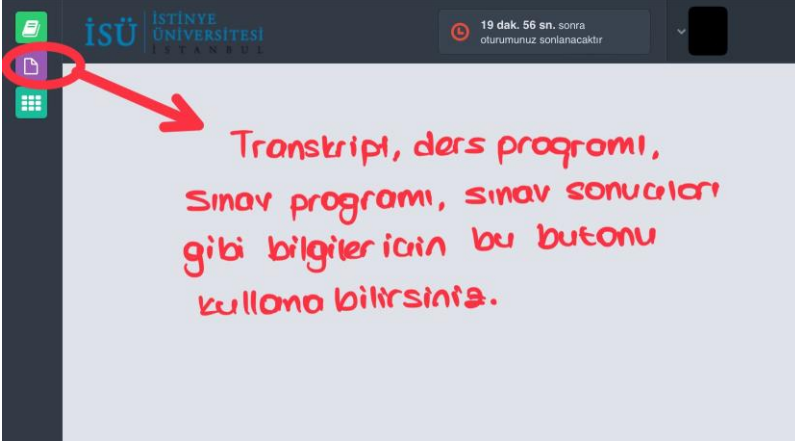 İSÜ
İSTİNYE
ÜNİVERSİTESİ
İSTANBUL
19 dak. 56 sn. sonra
oturumunuz sonlanacaktır
Transkript, ders programı,
sınav programı, sınav sonuçları
gibi bilgiler için bu butonu
kullana bilirsiniz.